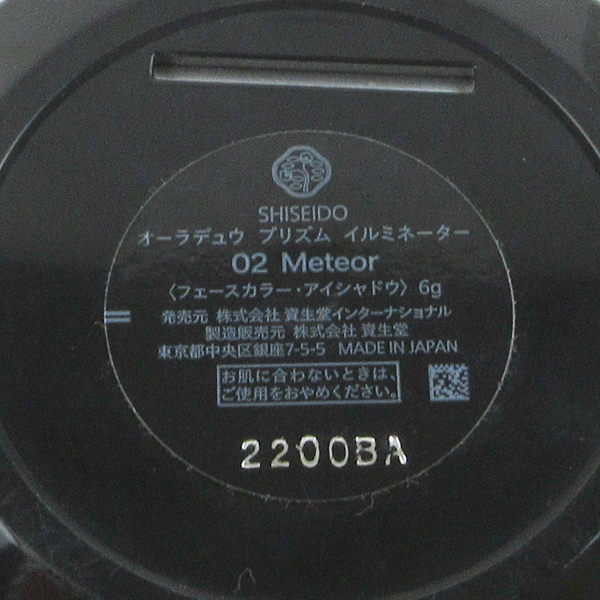 SHISEIDO
オーラデュウ プリズム イルミネーター
02 Meteor
〈フェースカラー・アイシャドウ〉6g
発売元 株式会社 資生堂インターナショナル
製造販売元 株式会社 資生堂
東京都中央区銀座7-5-5 MADE IN JAPAN
お肌に合わないときは、
ご使用をおやめください。
2200BA